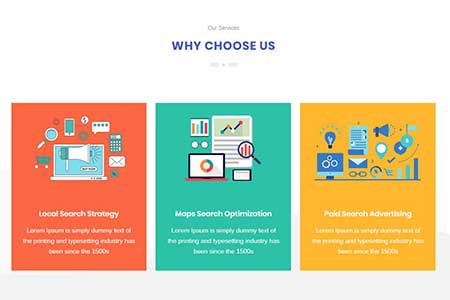 Our Services
WHY CHOOSE US
Local Search Strategy
Lorem Ipsum is simply dummy text of
the printing and typesetting industry has
been since the 1500s
Maps Search Optimization
Lorem Ipsum is simply dummy text of
the printing and typesetting industry has
been since the 1500s
Paid Search Advertising
Lorem Ipsum is simply dummy text of
the printing and typesetting industry has
been since the 1500s